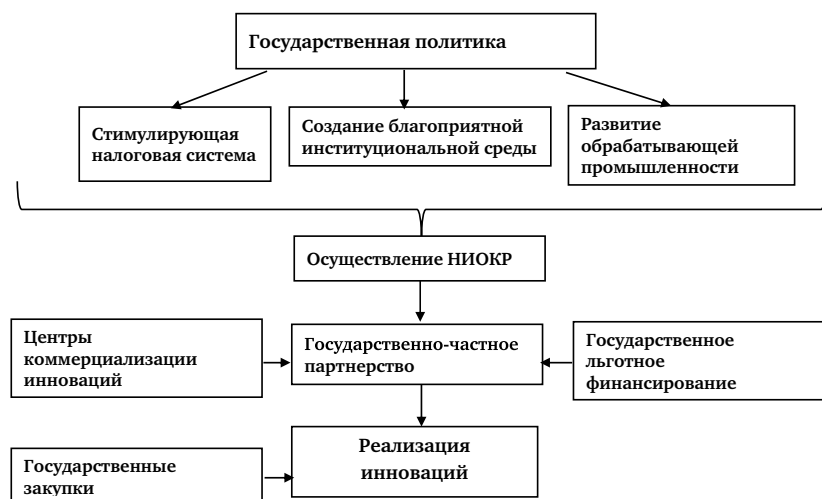 Государственная политика
Стимулирующая
налоговая система
Создание благоприятной
институциональной среды
Развитие
обрабатывающей
промышленности
Осуществление НИОКР
Центры
коммерциализации
инноваций
Государственно-частное
партнерство
Государственное
льготное
финансирование
Реализация
инноваций
Государственные
закупки